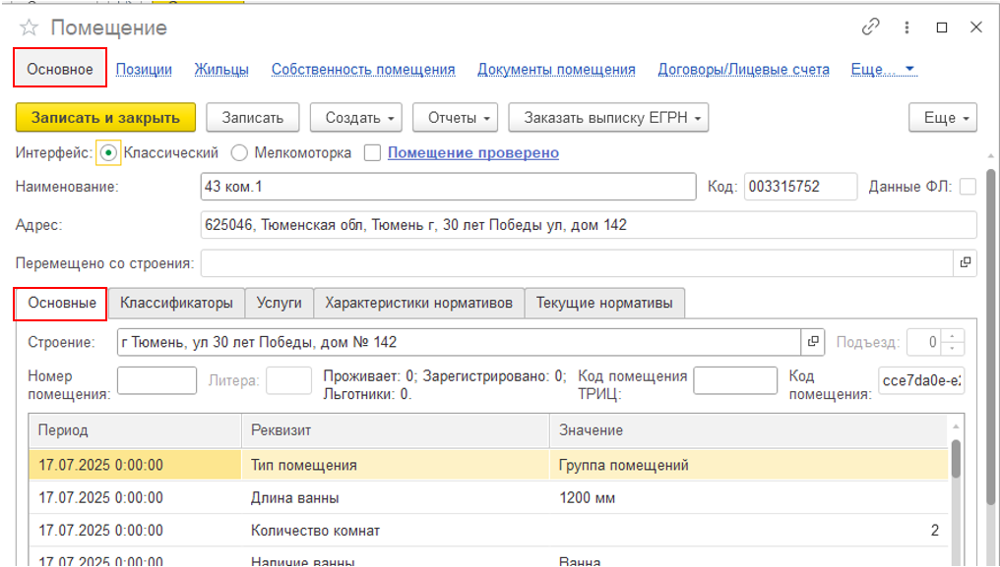 Помещение
Основное Позиции Жильцы Собственность помещения Документы помещения Договоры/Лицевые счета Еще...
Записать и закрыть Записать Создать Отчеты Заказать выписку ЕГРН Еще
Интерфейс: Классический Мелкомоторка Помещение проверено
Наименование: 43 ком.1 Код: 003315752 Данные ФЛ:
Адрес: 625046, Тюменская обл, Тюмень г, 30 лет Победы ул, дом 142
Перемещено со строения:
Основные Классификаторы Услуги Характеристики нормативов Текущие нормативы
Строение: г Тюмень, ул 30 лет Победы, дом № 142 Подъезд: 0
Номер помещения: Литера: Проживает: 0; Зарегистрировано: 0; Льготники: 0. Код помещения ТРИЦ: Код помещения: cce7da0e-e
Период Реквизит Значение
17.07.2025 0:00:00 Тип помещения Группа помещений
17.07.2025 0:00:00 Длина ванны 1200 мм
17.07.2025 0:00:00 Количество комнат 2
17.07.2025 0:00:00 Наличие ванны Ванна